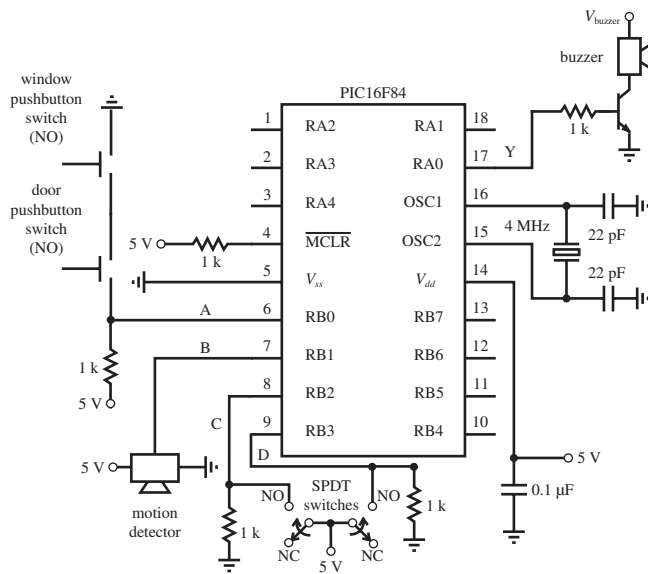 V_buzzer
buzzer
window
pushbutton
switch
(NO)
PIC16F84
1
RA2
RA1
18
1 k
2
RA3
RA0
17
Y
door
pushbutton
switch
(NO)
3
RA4
OSC1
16
5 V
1 k
4
MCLR
OSC2
15
4 MHz
22 pF
5
V_ss
V_dd
14
22 pF
A
6
RB0
RB7
13
B
7
RB1
RB6
12
1 k
5 V
8
RB2
RB5
11
C
9
RB3
RB4
10
D
5 V
motion
detector
5 V
0.1 µF
NO
SPDT
switches
NO
1 k
1 k
NC
5 V
NC